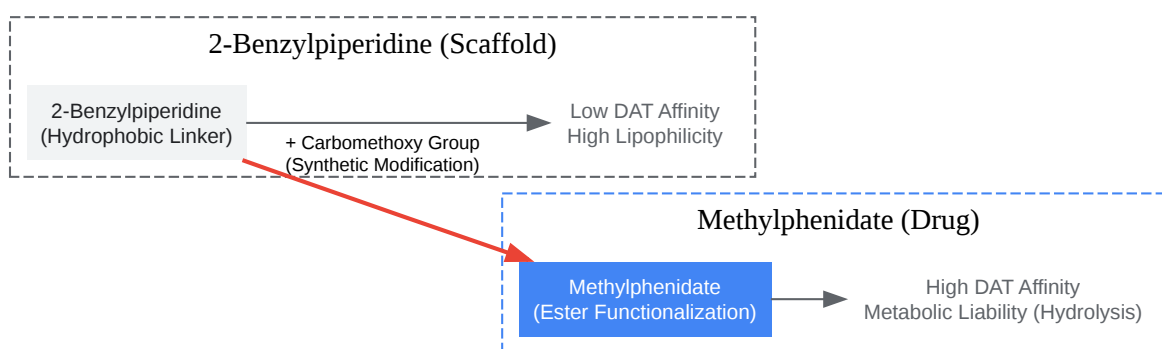 2-Benzylpiperidine (Scaffold)
2-Benzylpiperidine
(Hydrophobic Linker)
+ Carbomethoxy Group
(Synthetic Modification)
Low DAT Affinity
High Lipophilicity
Methylphenidate (Drug)
Methylphenidate
(Ester Functionalization)
High DAT Affinity
Metabolic Liability (Hydrolysis)